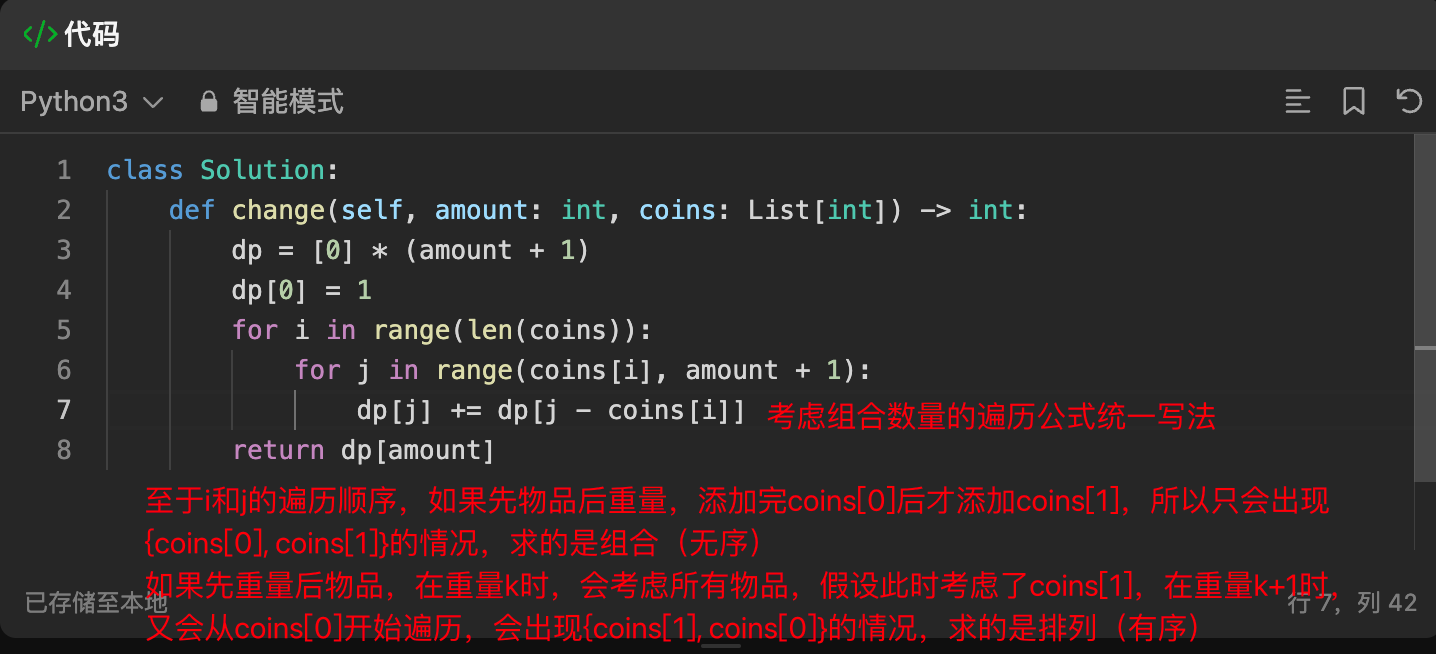 </> 代码
Python3 智能模式
1 class Solution:
2 def change(self, amount: int, coins: List[int]) -> int:
3 dp = [0] * (amount + 1)
4 dp[0] = 1
5 for i in range(len(coins)):
6 for j in range(coins[i], amount + 1):
7 dp[j] += dp[j - coins[i]] 考虑组合数量的遍历公式统一写法
8 return dp[amount]
至于i和j的遍历顺序，如果先物品后重量，添加完coins[0]后才添加coins[1]，所以只会出现
{coins[0], coins[1]}的情况，求的是组合（无序）
如果先重量后物品，在重量k时，会考虑所有物品，假设此时考虑了coins[1]，在重量k+1时，
已存储至本地 行 7，列 42
又会从coins[0]开始遍历，会出现{coins[1], coins[0]}的情况，求的是排列（有序）